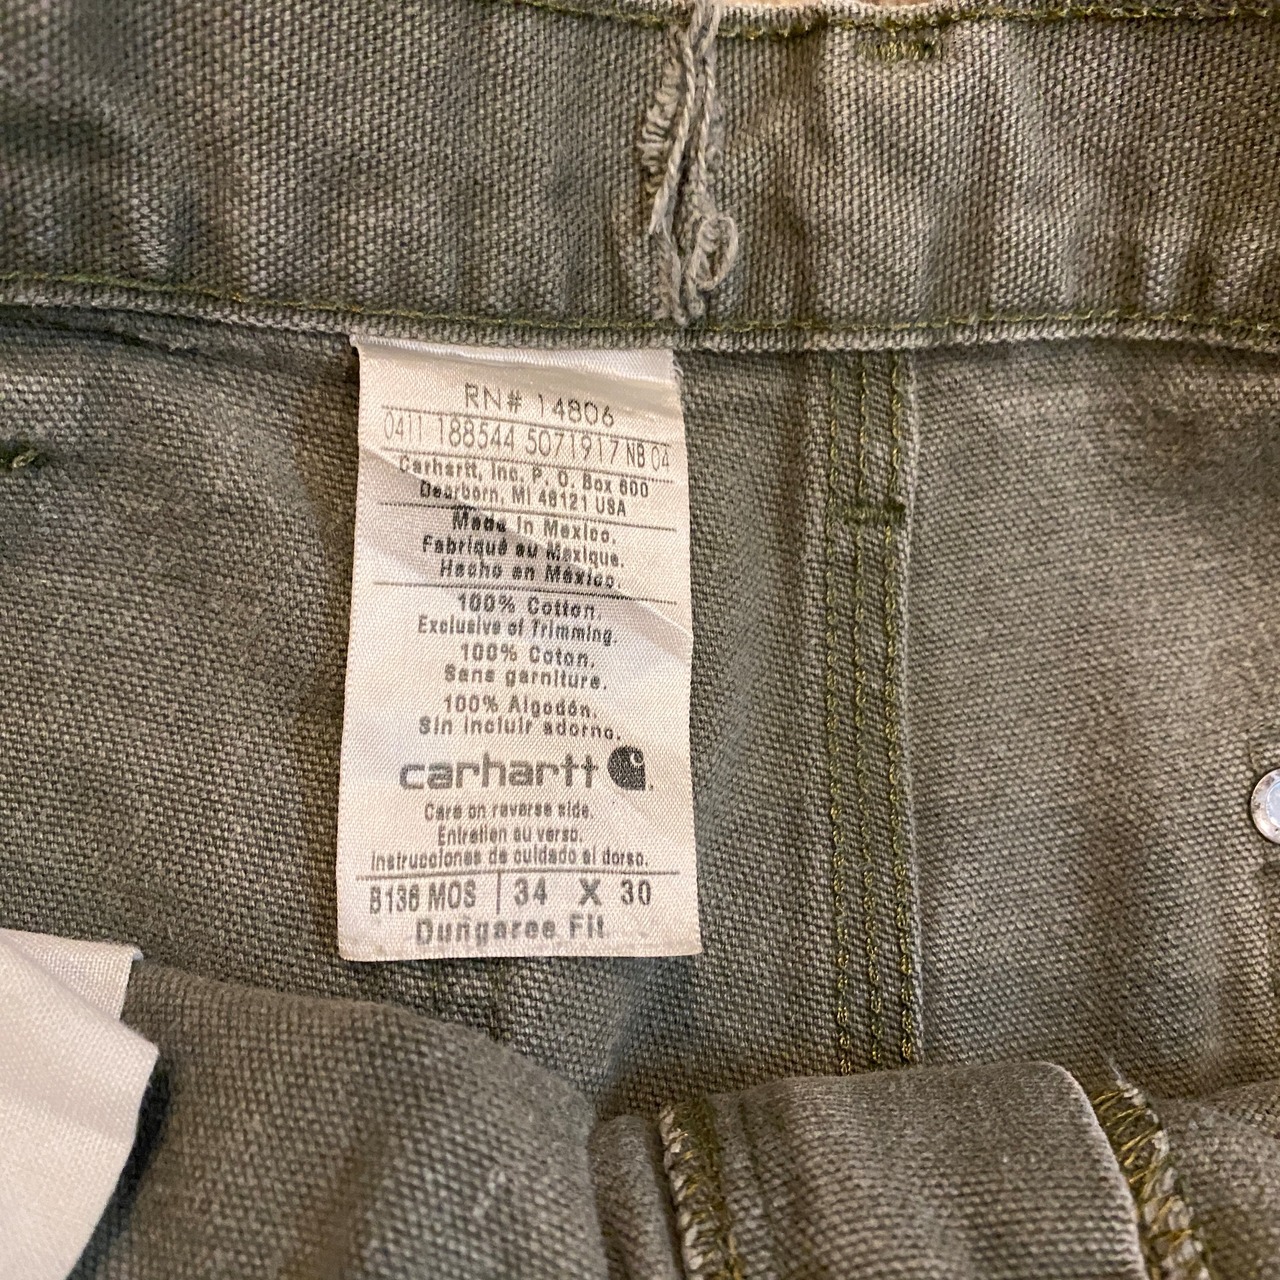 RN# 14806
0411 188544 5071917 NB 04
Carhartt, Inc. P. O. Box 600
Dearborn, MI 48121 USA
Made in Mexico.
Fabriqué au Mexique.
Hecho en México.
100% Cotton.
Exclusive of Trimming.
100% Coton.
Sans garniture.
100% Algodón.
Sin incluir adorno.
carhartt
Care on reverse side.
Entretien au verso.
Instrucciones de cuidado al dorso.
B136 MOS 34 X 30
Dungaree Fit